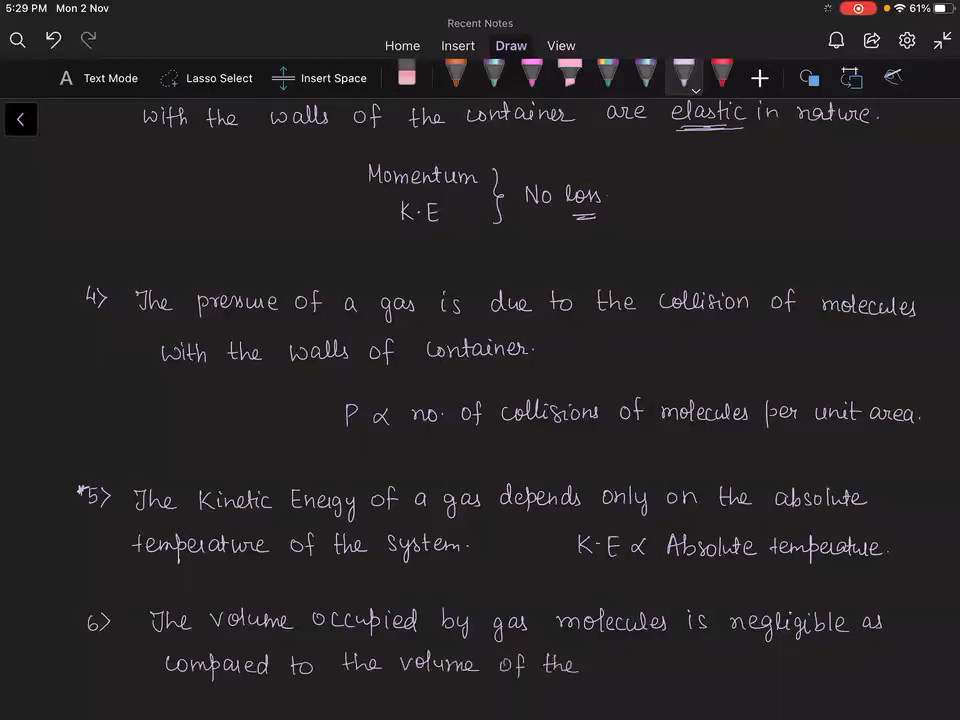 5:29 PM Mon 2 Nov
61%
Recent Notes
Home Insert Draw View
A Text Mode Lasso Select Insert Space
with the walls of the container are elastic in nature.
Momentum
K.E } No loss
4> The pressure of a gas is due to the collision of molecules
with the walls of container.
P ∝ no. of collisions of molecules per unit area.
*5> The Kinetic Energy of a gas depends only on the absolute
temperature of the system. K.E ∝ Absolute temperature.
6> The volume occupied by gas molecules is negligible as
compared to the volume of the